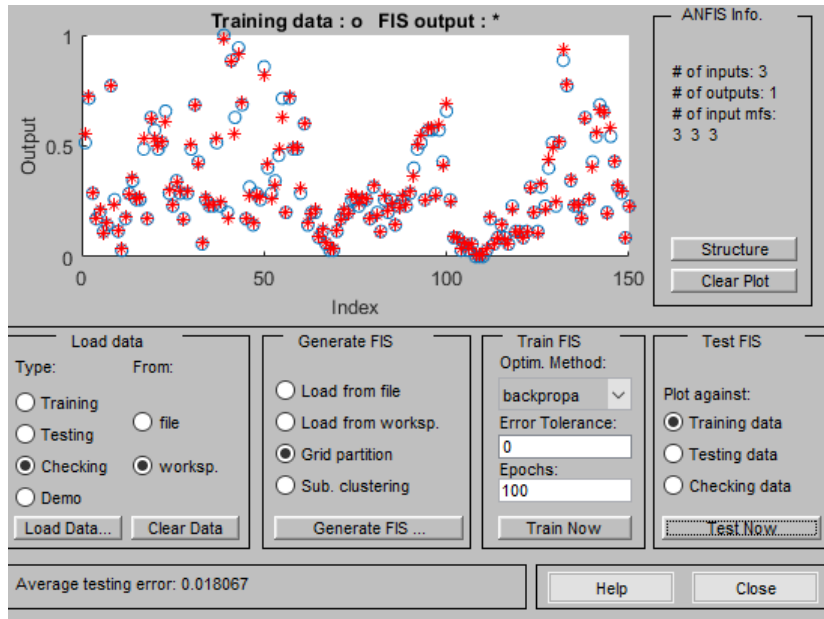 Training data : o FIS output : *
1
0.5
0
Output
0
50
100
150
Index
ANFIS Info.
# of inputs: 3
# of outputs: 1
# of input mfs:
3 3 3
Structure
Clear Plot
Load data
Type:
From:
Training
Testing
Checking
Demo
file
worksp.
Load Data...
Clear Data
Generate FIS
Load from file
Load from worksp.
Grid partition
Sub. clustering
Generate FIS ...
Train FIS
Optim. Method:
backpropa
Error Tolerance:
0
Epochs:
100
Train Now
Test FIS
Plot against:
Training data
Testing data
Checking data
Test Now
Average testing error: 0.018067
Help
Close